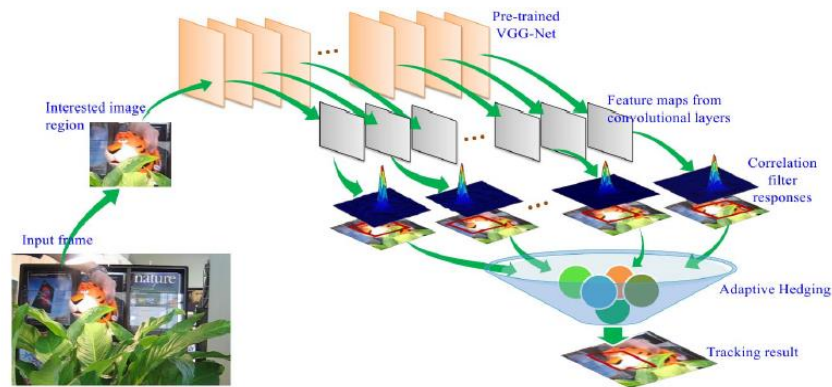 Pre-trained
VGG-Net
Interested image
region
Feature maps from
convolutional layers
Correlation
filter
responses
Input frame
nature
Adaptive Hedging
Tracking result